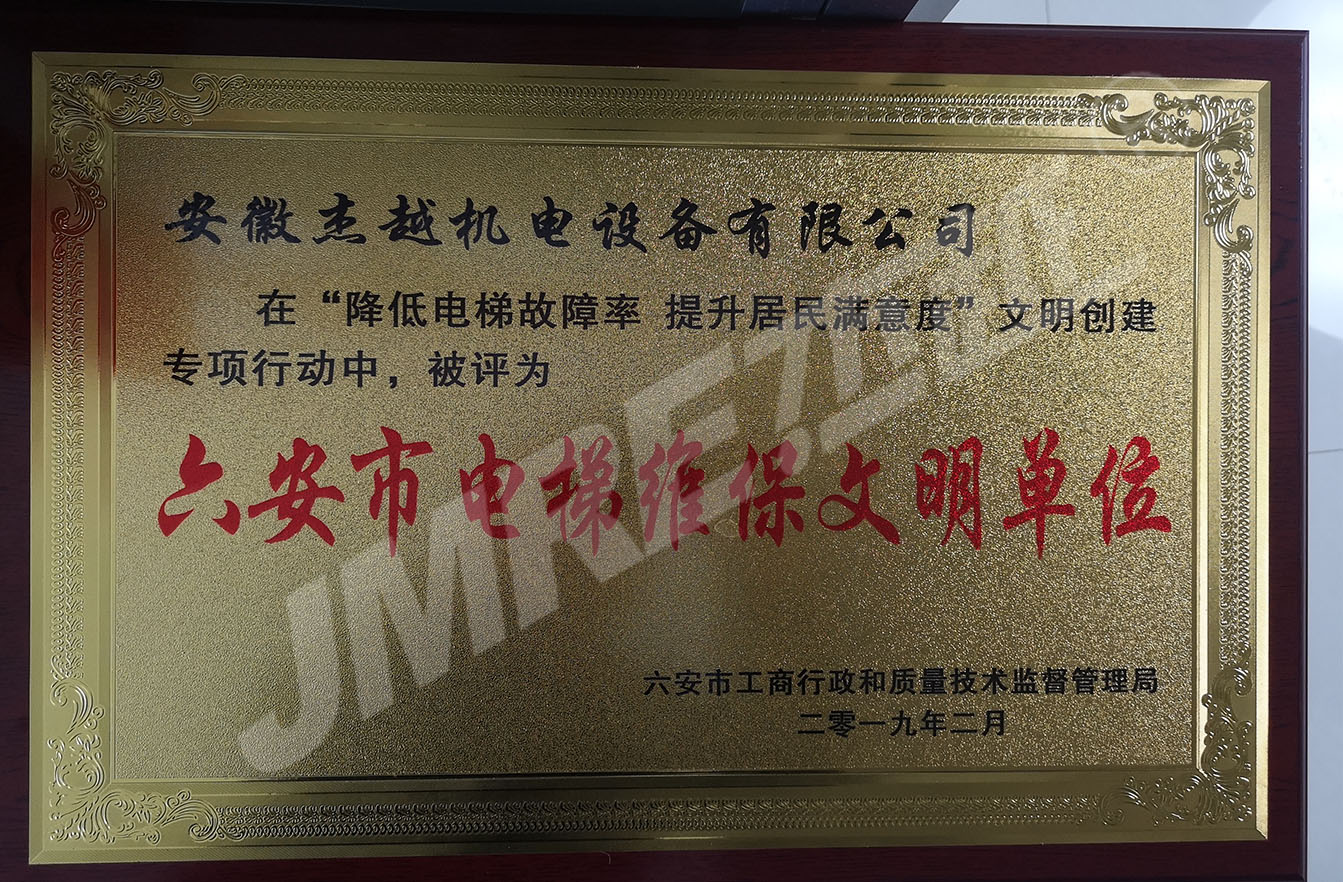 安徽杰越机电设备有限公司
在“降低电梯故障率 提升居民满意度”文明创建
专项行动中，被评为
六安市电梯维保文明单位
六安市工商行政和质量技术监督管理局
二零一九年二月
JMRE